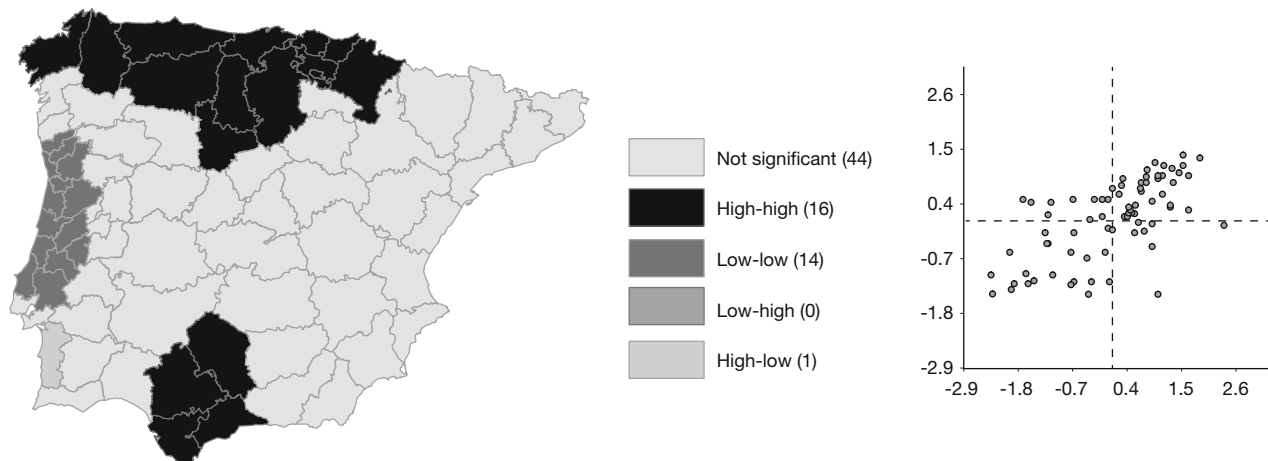 Not significant (44)
High-high (16)
Low-low (14)
Low-high (0)
High-low (1)
2.6
1.5
0.4
-0.7
-1.8
-2.9
-2.9 -1.8 -0.7 0.4 1.5 2.6